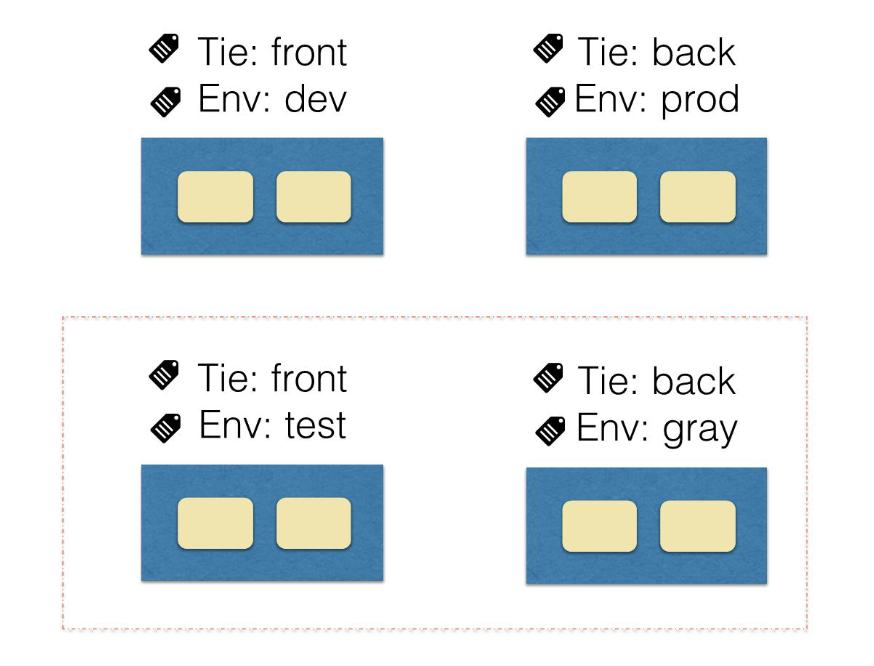 Tie: front
Env: dev
Tie: back
Env: prod
Tie: front
Env: test
Tie: back
Env: gray